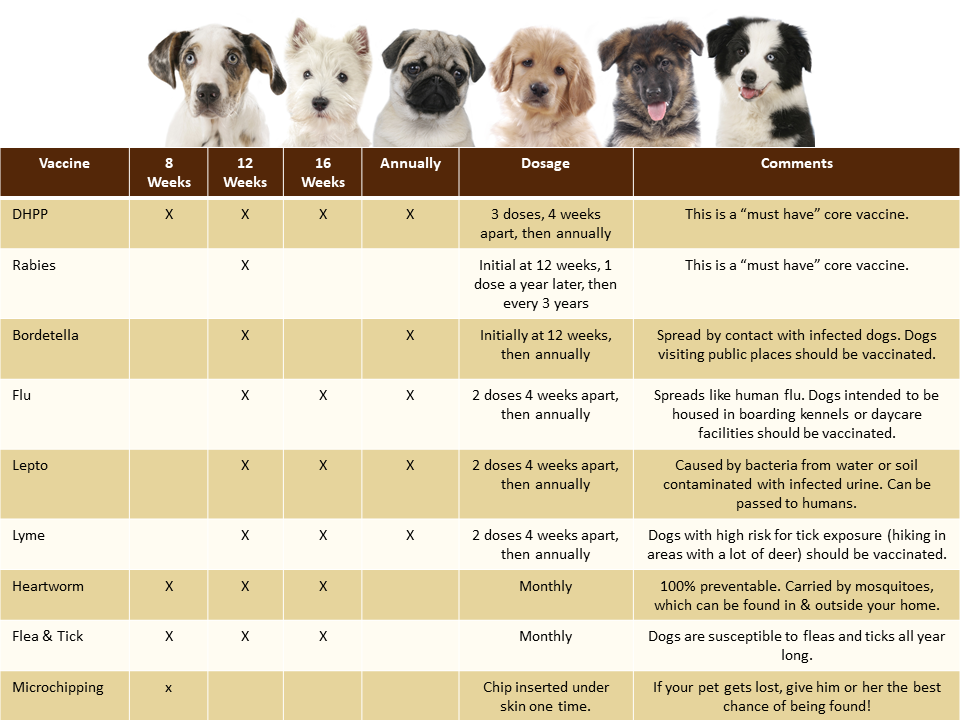 Vaccine 8 Weeks 12 Weeks 16 Weeks Annually Dosage Comments
DHPP X X X X 3 doses, 4 weeks apart, then annually This is a “must have” core vaccine.
Rabies X Initial at 12 weeks, 1 dose a year later, then every 3 years This is a “must have” core vaccine.
Bordetella X X Initially at 12 weeks, then annually Spread by contact with infected dogs. Dogs visiting public places should be vaccinated.
Flu X X X 2 doses 4 weeks apart, then annually Spreads like human flu. Dogs intended to be housed in boarding kennels or daycare facilities should be vaccinated.
Lepto X X X 2 doses 4 weeks apart, then annually Caused by bacteria from water or soil contaminated with infected urine. Can be passed to humans.
Lyme X X X 2 doses 4 weeks apart, then annually Dogs with high risk for tick exposure (hiking in areas with a lot of deer) should be vaccinated.
Heartworm X X X Monthly 100% preventable. Carried by mosquitoes, which can be found in & outside your home.
Flea & Tick X X X Monthly Dogs are susceptible to fleas and ticks all year long.
Microchipping x Chip inserted under skin one time. If your pet gets lost, give him or her the best chance of being found!